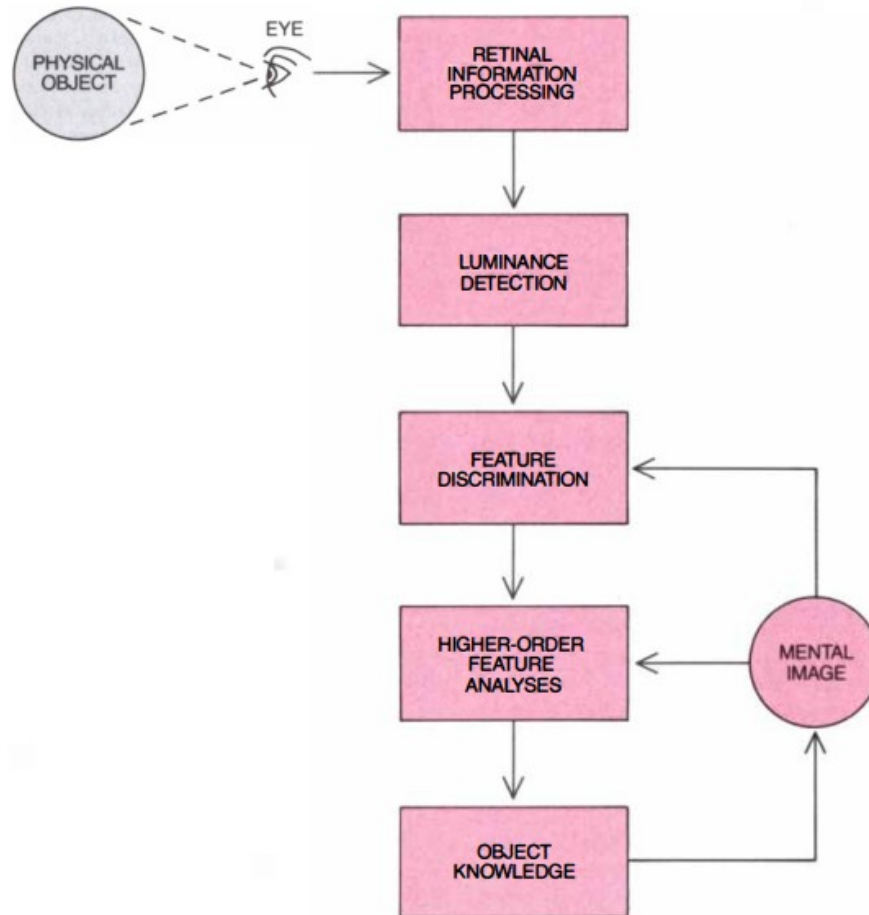 EYE
PHYSICAL
OBJECT
RETINAL
INFORMATION
PROCESSING
LUMINANCE
DETECTION
FEATURE
DISCRIMINATION
HIGHER-ORDER
FEATURE
ANALYSES
MENTAL
IMAGE
OBJECT
KNOWLEDGE